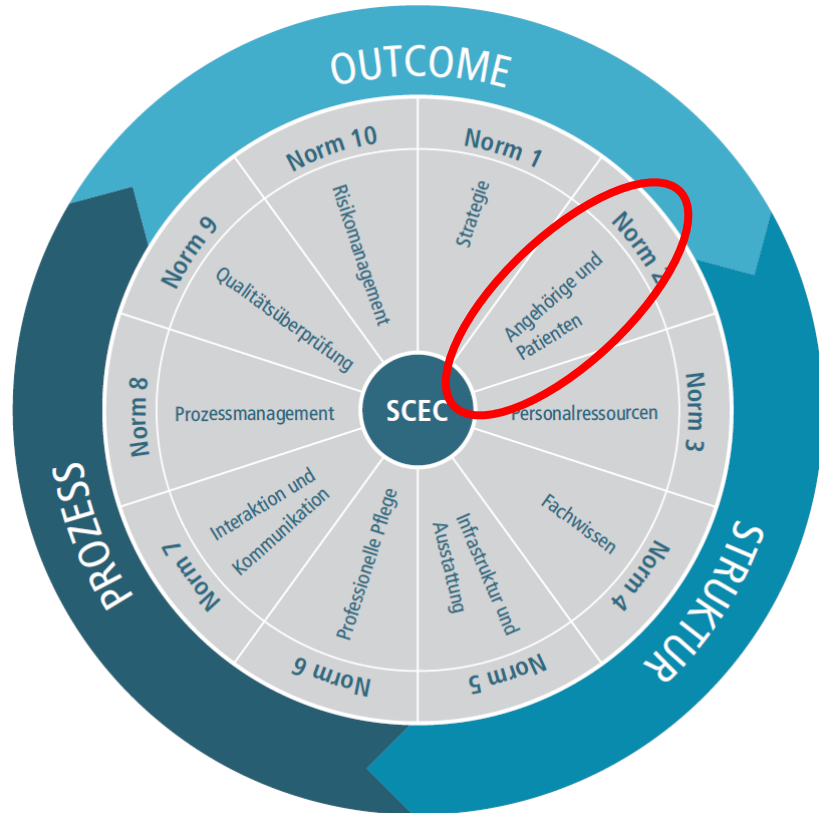 OUTCOME
STRUKTUR
PROZESS
SCEC
Norm 1
Strategie
Norm 2
Angehörige und
Patienten
Norm 3
Personalressourcen
Norm 4
Fachwissen
Norm 5
Infrastruktur und
Ausstattung
Norm 6
Professionelle Pflege
Norm 7
Interaktion und
Kommunikation
Norm 8
Prozessmanagement
Norm 9
Qualitätsüberprüfung
Norm 10
Risikomanagement